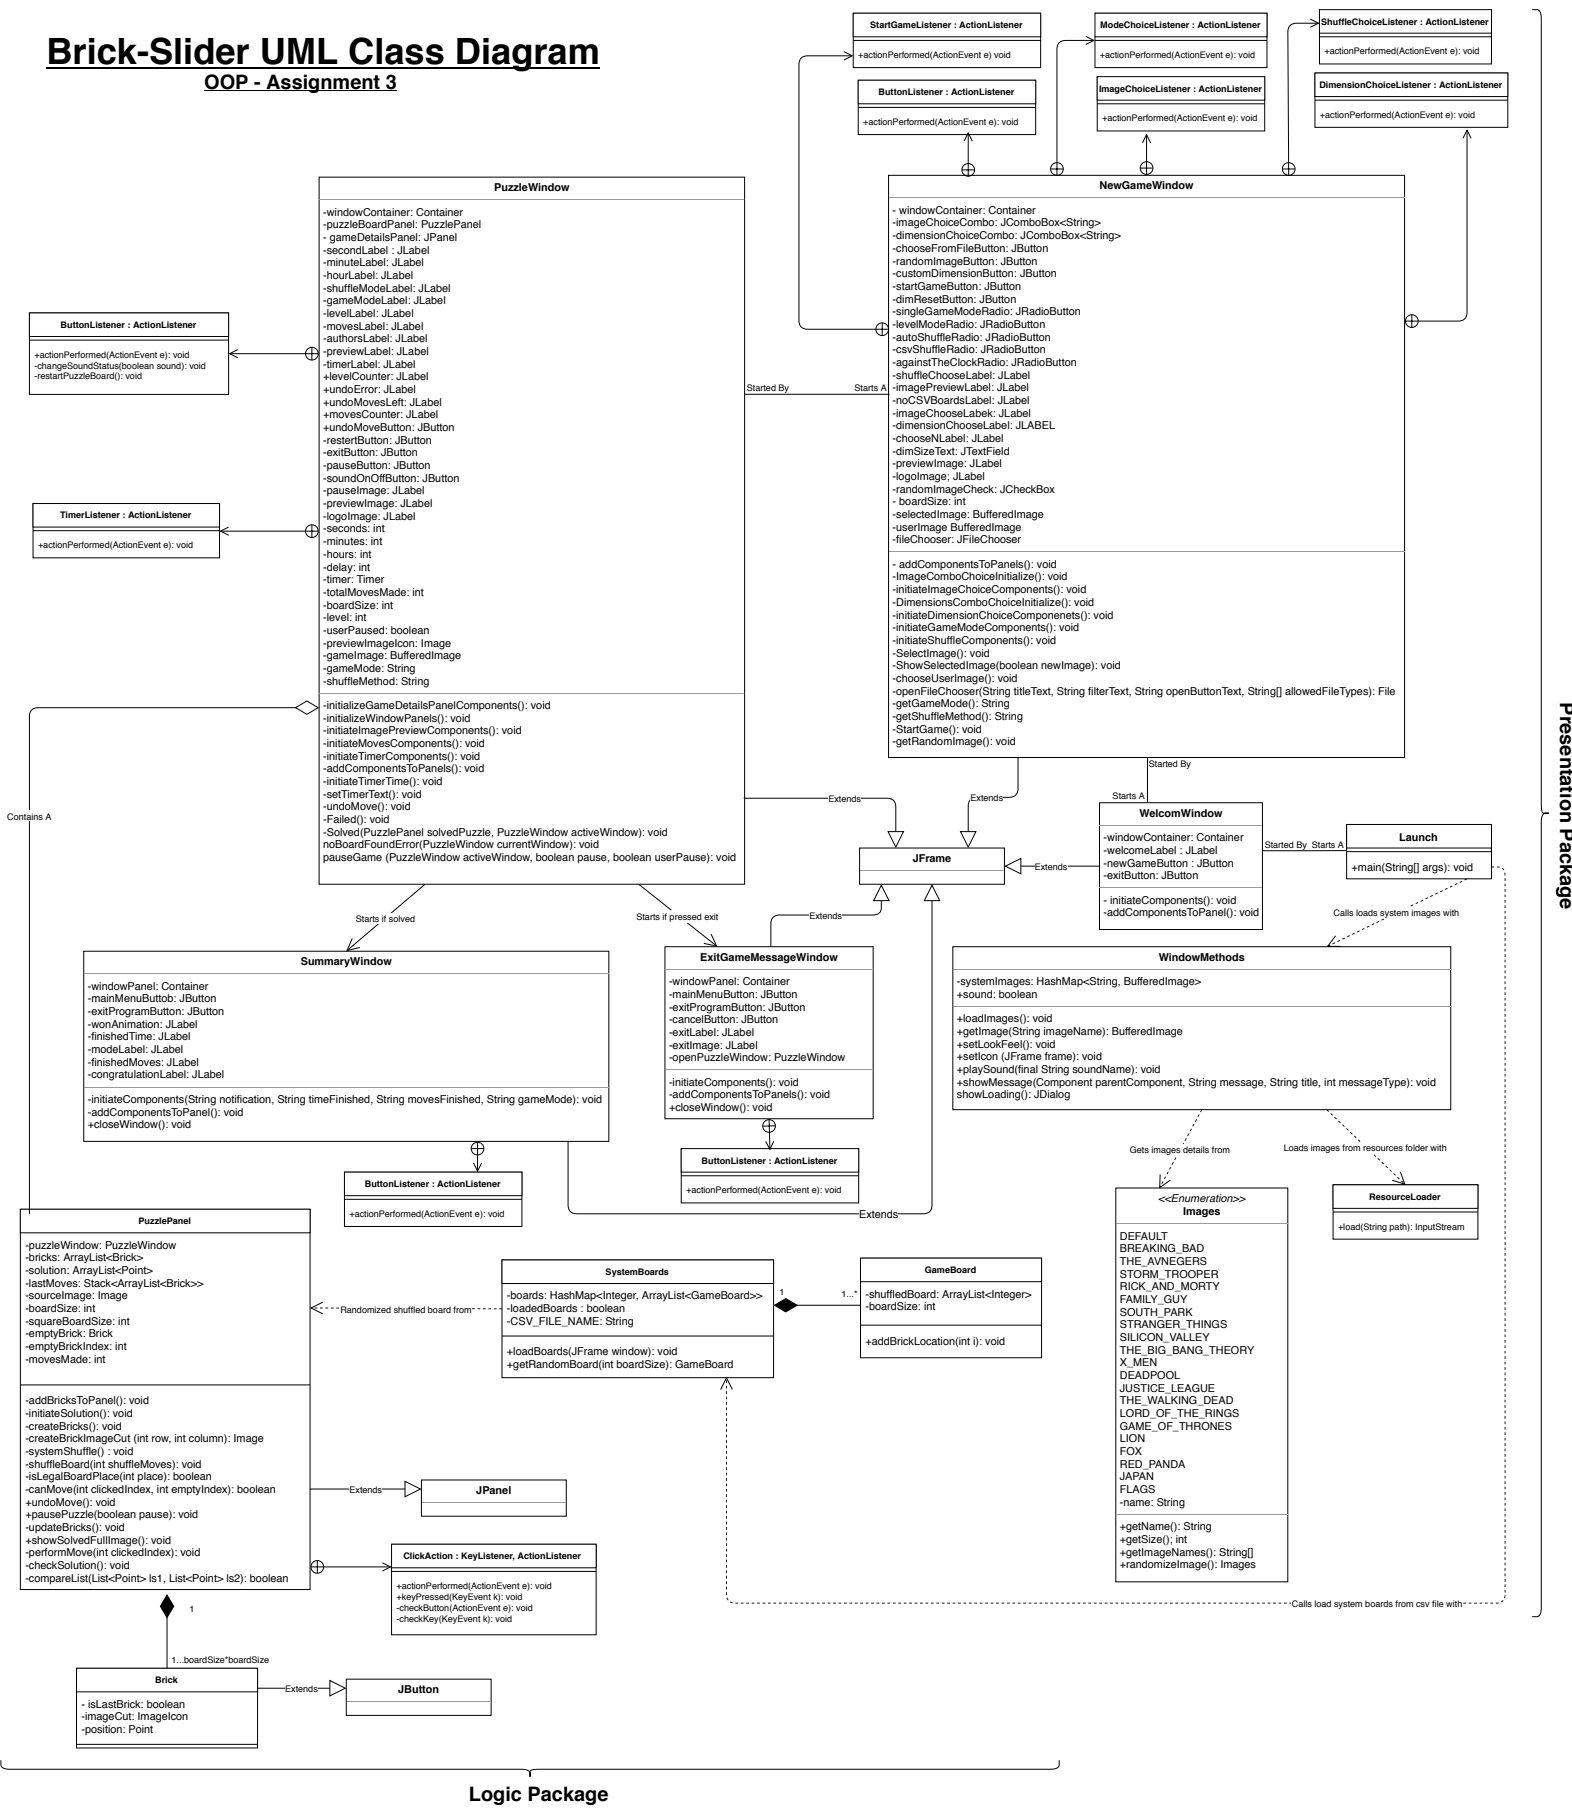 Brick-Slider UML Class Diagram
OOP - Assignment 3
StartGameListener : ActionListener
+actionPerformed(ActionEvent e) void
ModeChoiceListener : ActionListener
+actionPerformed(ActionEvent e): void
ShuffleChoiceListener : ActionListener
+actionPerformed(ActionEvent e): void
ButtonListener : ActionListener
+actionPerformed(ActionEvent e): void
ImageChoiceListener : ActionListener
+actionPerformed(ActionEvent e): void
DimensionChoiceListener : ActionListener
+actionPerformed(ActionEvent e): void
PuzzleWindow
-windowContainer: Container
-puzzleBoardPanel: PuzzlePanel
- gameDetailsPanel: JPanel
-secondLabel : JLabel
-minuteLabel: JLabel
-hourLabel: JLabel
-shuffleModeLabel: JLabel
-gameModeLabel: JLabel
-levelLabel: JLabel
-movesLabel: JLabel
-authorsLabel: JLabel
-previewLabel: JLabel
-timerLabel: JLabel
+levelCounter: JLabel
+undoError: JLabel
+undoMovesLeft: JLabel
+movesCounter: JLabel
+undoMoveButton: JButton
-restertButton: JButton
-exitButton: JButton
-pauseButton: JButton
-soundOnOffButton: JButton
-pauseImage: JLabel
-previewImage: JLabel
-logoImage: JLabel
-seconds: int
-minutes: int
-hours: int
-delay: int
-timer: Timer
-totalMovesMade: int
-boardSize: int
-level: int
-userPaused: boolean
-previewImageIcon: Image
-gameImage: BufferedImage
-gameMode: String
-shuffleMethod: String
-initializeGameDetailsPanelComponents(): void
-initializeWindowPanels(): void
-initiateImagePreviewComponents(): void
-initiateMovesComponents(): void
-initiateTimerComponents(): void
-addComponentsToPanels(): void
-initiateTimerTime(): void
-setTimerText(): void
-undoMove(): void
-Failed(): void
-Solved(PuzzlePanel solvedPuzzle, PuzzleWindow activeWindow): void
noBoardFoundError(PuzzleWindow currentWindow): void
pauseGame (PuzzleWindow activeWindow, boolean pause, boolean userPause): void
NewGameWindow
- windowContainer: Container
-imageChoiceCombo: JComboBox<String>
-dimensionChoiceCombo: JComboBox<String>
-chooseFromFileButton: JButton
-randomImageButton: JButton
-customDimensionButton: JButton
-startGameButton: JButton
-dimResetButton: JButton
-singleGameModeRadio: JRadioButton
-levelModeRadio: JRadioButton
-autoShuffleRadio: JRadioButton
-csvShuffleRadio: JRadioButton
-againstTheClockRadio: JRadioButton
-shuffleChooseLabel: JLabel
-imagePreviewLabel: JLabel
-noCSVBoardsLabel: JLabel
-imageChooseLabek: JLabel
-dimensionChooseLabel: JLABEL
-chooseNLabel: JLabel
-dimSizeText: JTextField
-previewImage: JLabel
-logoImage; JLabel
-randomImageCheck: JCheckBox
- boardSize: int
-selectedImage: BufferedImage
-userImage BufferedImage
-fileChooser: JFileChooser
- addComponentsToPanels(): void
-ImageComboChoiceInitialize(): void
-initiateImageChoiceComponents(): void
-DimensionsComboChoiceInitialize(): void
-initiateDimensionChoiceComponenets(): void
-initiateGameModeComponents(): void
-initiateShuffleComponents(): void
-SelectImage(): void
-ShowSelectedImage(boolean newImage): void
-chooseUserImage(): void
-openFileChooser(String titleText, String filterText, String openButtonText, String[] allowedFileTypes): File
-getGameMode(): String
-getShuffleMethod(): String
-StartGame(): void
-getRandomImage(): void
ButtonListener : ActionListener
+actionPerformed(ActionEvent e): void
-changeSoundStatus(boolean sound): void
-restartPuzzleBoard(): void
TimerListener : ActionListener
+actionPerformed(ActionEvent e): void
Started By
Starts A
Contains A
Presentation Package
Started By
Starts A
Extends
Extends
Extends
Extends
JFrame
WelcomWindow
-windowContainer: Container
-welcomeLabel : JLabel
-newGameButton : JButton
-exitButton: JButton
- initiateComponents(): void
-addComponentsToPanel(): void
Started By
Starts A
Launch
+main(String[] args): void
Calls loads system images with
Starts if solved
Starts if pressed exit
SummaryWindow
-windowPanel: Container
-mainMenuButtob: JButton
-exitProgramButton: JButton
-wonAnimation: JLabel
-finishedTime: JLabel
-modeLabel: JLabel
-finishedMoves: JLabel
-congratulationLabel: JLabel
-initiateComponents(String notification, String timeFinished, String movesFinished, String gameMode): void
-addComponentsToPanel(): void
+closeWindow(): void
ExitGameMessageWindow
-windowPanel: Container
-mainMenuButton: JButton
-exitProgramButton: JButton
-cancelButton: JButton
-exitLabel: JLabel
-exitImage: JLabel
-openPuzzleWindow: PuzzleWindow
-initiateComponents(): void
-addComponentsToPanels(): void
+closeWindow(): void
WindowMethods
-systemImages: HashMap<String, BufferedImage>
+sound: boolean
+loadImages(): void
+getImage(String imageName): BufferedImage
+setLookFeel(): void
+setIcon (JFrame frame): void
+playSound(final String soundName): void
+showMessage(Component parentComponent, String message, String title, int messageType): void
showLoading(): JDialog
ButtonListener : ActionListener
+actionPerformed(ActionEvent e): void
ButtonListener : ActionListener
+actionPerformed(ActionEvent e): void
Extends
Gets images details from
Loads images from resources folder with
<<Enumeration>>
Images
DEFAULT
BREAKING_BAD
THE_AVNEGERS
STORM_TROOPER
RICK_AND_MORTY
FAMILY_GUY
SOUTH_PARK
STRANGER_THINGS
SILICON_VALLEY
THE_BIG_BANG_THEORY
X_MEN
DEADPOOL
JUSTICE_LEAGUE
THE_WALKING_DEAD
LORD_OF_THE_RINGS
GAME_OF_THRONES
LION
FOX
RED_PANDA
JAPAN
FLAGS
-name: String
+getName(): String
+getSize(); int
+getImageNames(): String[]
+randomizeImage(): Images
ResourceLoader
+load(String path): InputStream
PuzzlePanel
-puzzleWindow: PuzzleWindow
-bricks: ArrayList<Brick>
-solution: ArrayList<Point>
-lastMoves: Stack<ArrayList<Brick>>
-sourceImage: Image
-boardSize: int
-squareBoardSize: int
-emptyBrick: Brick
-emptyBrickIndex: int
-movesMade: int
-addBricksToPanel(): void
-initiateSolution(): void
-createBricks(): void
-createBrickImageCut (int row, int column): Image
-systemShuffle() : void
-shuffleBoard(int shuffleMoves): void
-isLegalBoardPlace(int place): boolean
-canMove(int clickedIndex, int emptyIndex): boolean
+undoMove(): void
+pausePuzzle(boolean pause): void
-updateBricks(): void
+showSolvedFullImage(): void
-performMove(int clickedIndex): void
-checkSolution(): void
-compareList(List<Point> ls1, List<Point> ls2): boolean
Randomized shuffled board from
SystemBoards
-boards: HashMap<Integer, ArrayList<GameBoard>>
-loadedBoards : boolean
-CSV_FILE_NAME: String
+loadBoards(JFrame window): void
+getRandomBoard(int boardSize): GameBoard
1
1...*
GameBoard
-shuffledBoard: ArrayList<Integer>
-boardSize: int
+addBrickLocation(int i): void
Extends
JPanel
ClickAction : KeyListener, ActionListener
+actionPerformed(ActionEvent e): void
+keyPressed(KeyEvent k): void
-checkButton(ActionEvent e): void
-checkKey(KeyEvent k): void
Calls load system boards from csv file with
1
1...boardSize*boardSize
Brick
- isLastBrick: boolean
-imageCut: ImageIcon
-position: Point
Extends
JButton
Logic Package